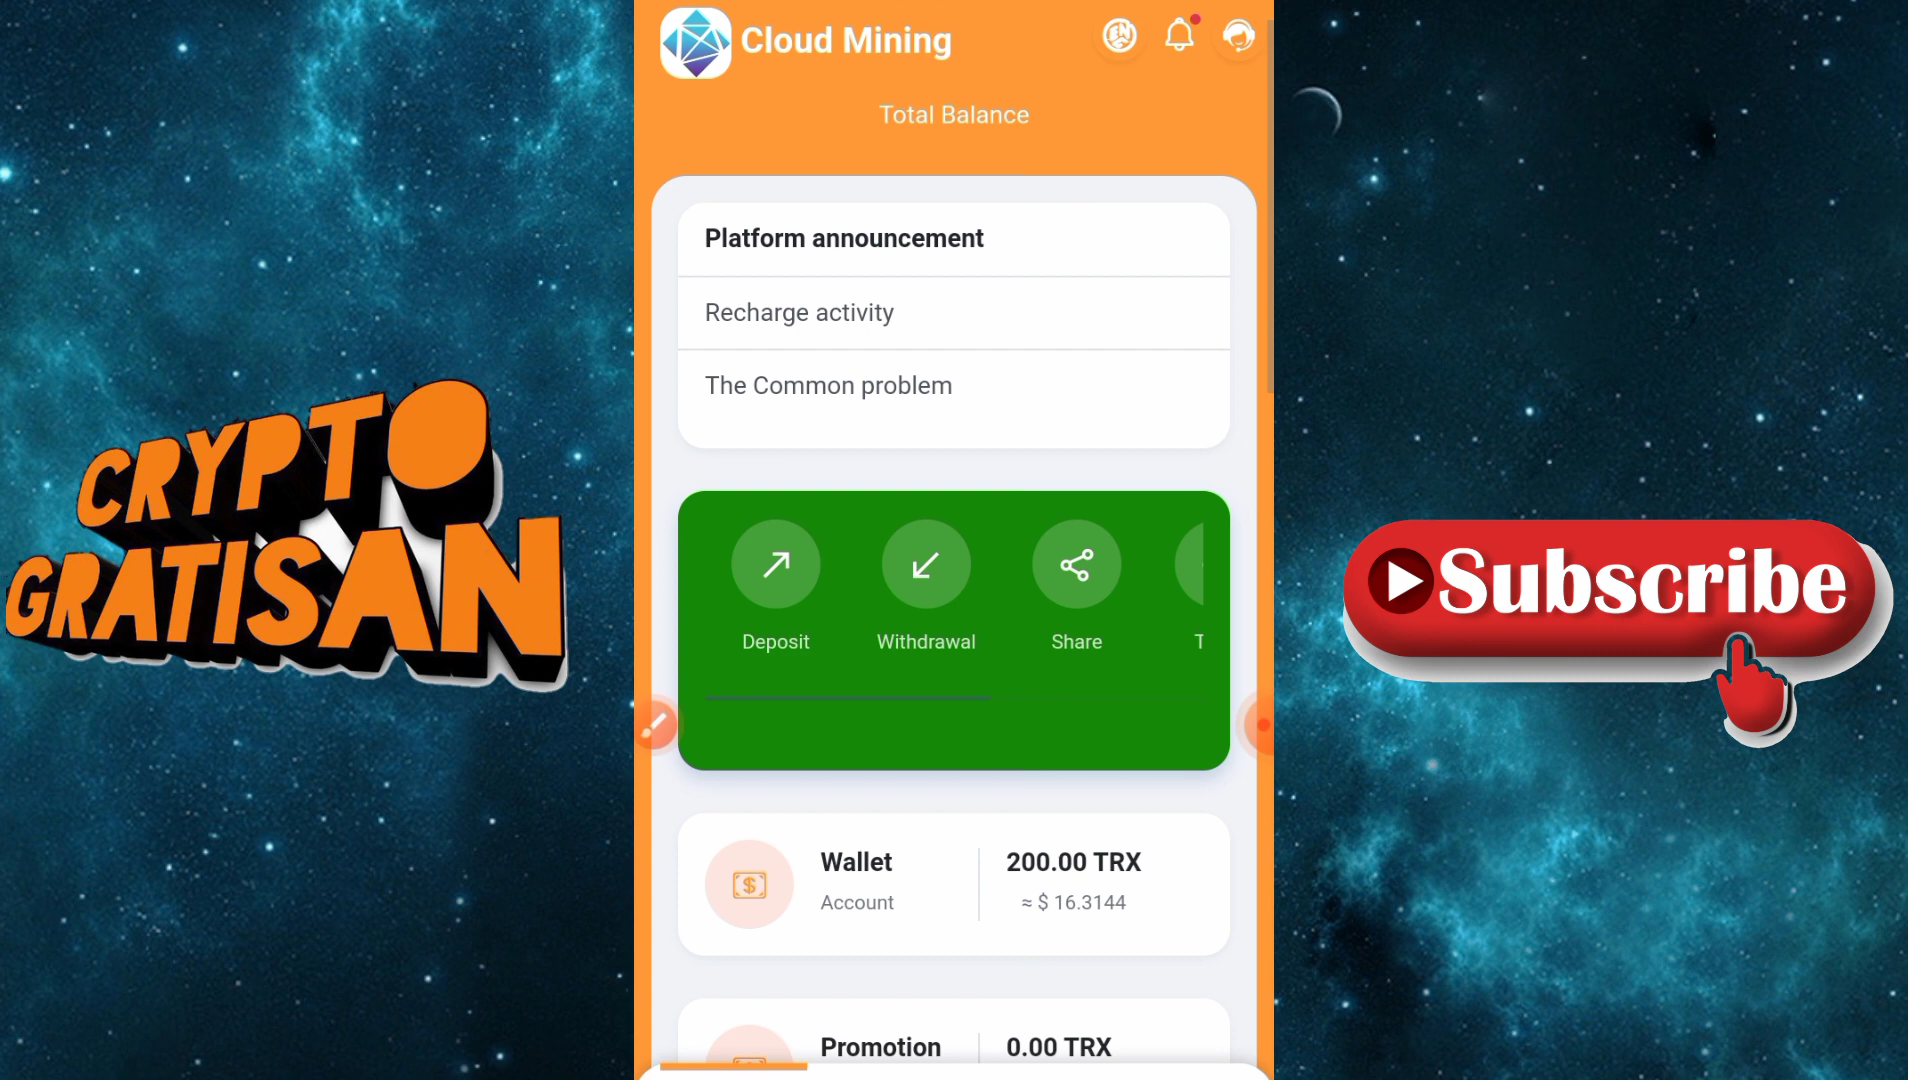 Cloud Mining
EN
Total Balance
Platform announcement
Recharge activity
The Common problem
CRYPTO
GRATISAN
Deposit
Withdrawal
Share
T
Subscribe
Wallet
200.00 TRX
Account
≈ $ 16.3144
Promotion
0.00 TRX